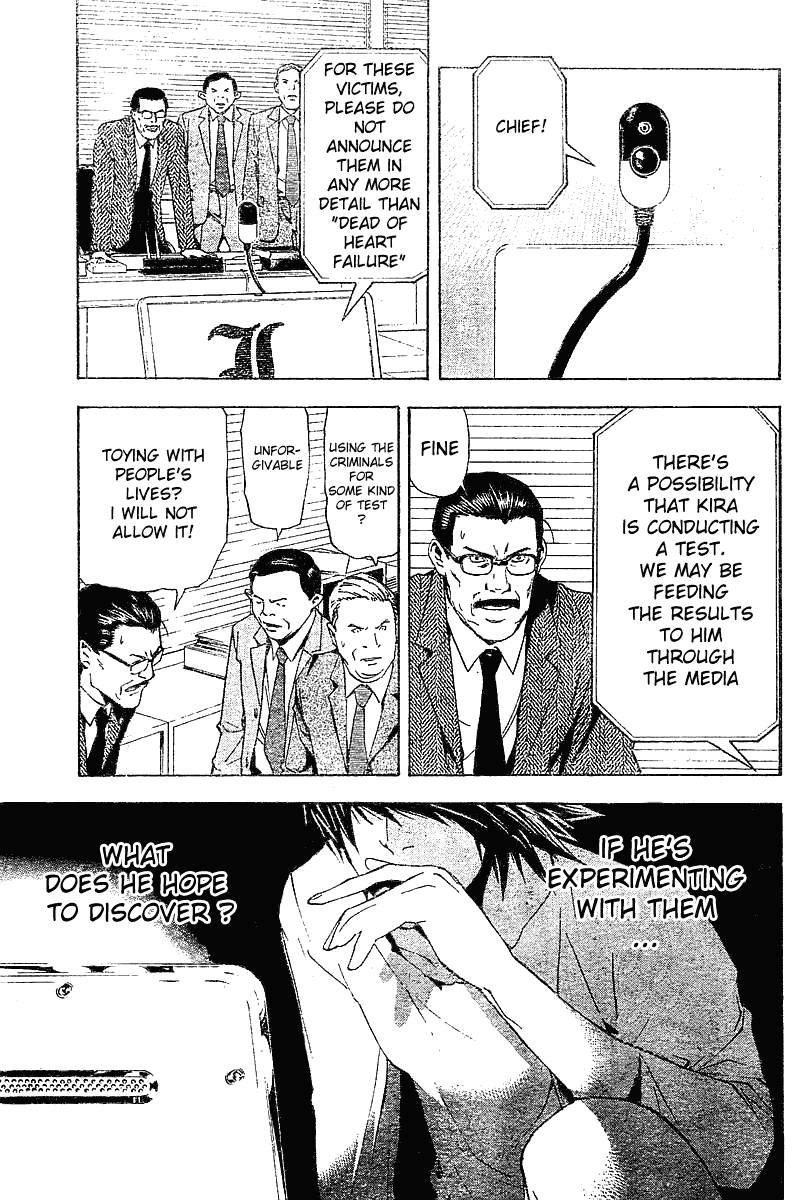 CHIEF!
FOR THESE
VICTIMS,
PLEASE DO
NOT
ANNOUNCE
THEM IN
ANY MORE
DETAIL THAN
"DEAD OF
HEART
FAILURE"
L
THERE'S
A POSSIBILITY
THAT KIRA
IS CONDUCTING
A TEST.
WE MAY BE
FEEDING
THE RESULTS
TO HIM
THROUGH
THE MEDIA
FINE
USING THE
CRIMINALS
FOR
SOME KIND
OF TEST
?
UNFOR-
GIVABLE
TOYING WITH
PEOPLE'S
LIVES?
I WILL NOT
ALLOW IT!
IF HE'S
EXPERIMENTING
WITH THEM
...
WHAT
DOES HE HOPE
TO DISCOVER ?